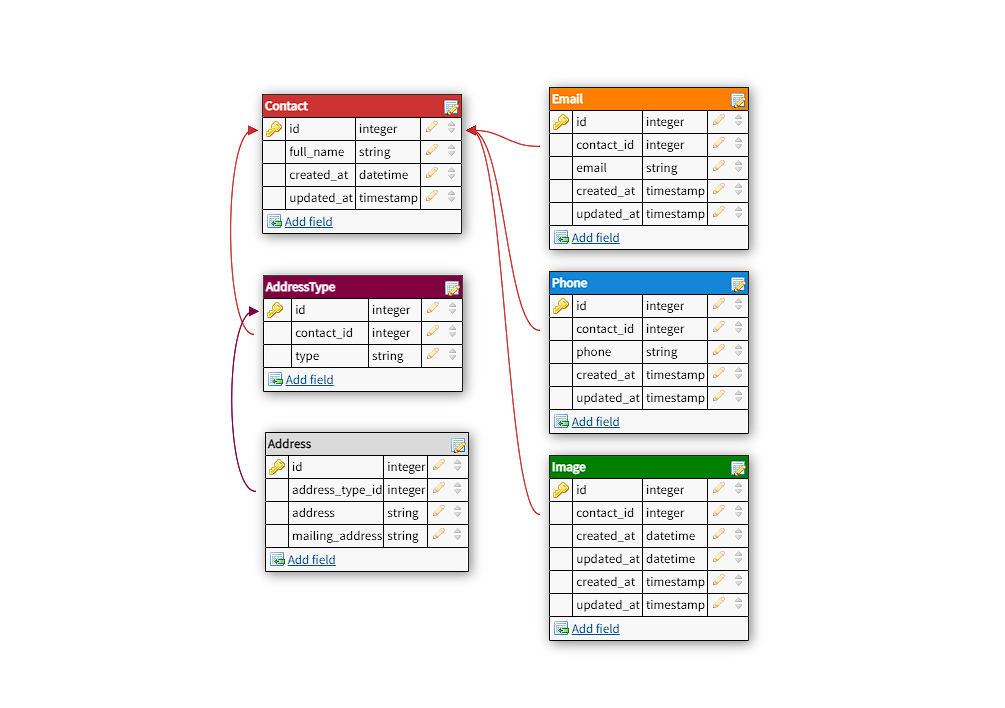 Contact
id integer
full_name string
created_at datetime
updated_at timestamp
Add field
AddressType
id integer
contact_id integer
type string
Add field
Address
id integer
address_type_id integer
address string
mailing_address string
Add field
Email
id integer
contact_id integer
email string
created_at timestamp
updated_at timestamp
Add field
Phone
id integer
contact_id integer
phone string
created_at timestamp
updated_at timestamp
Add field
Image
id integer
contact_id integer
created_at datetime
updated_at datetime
created_at timestamp
updated_at timestamp
Add field